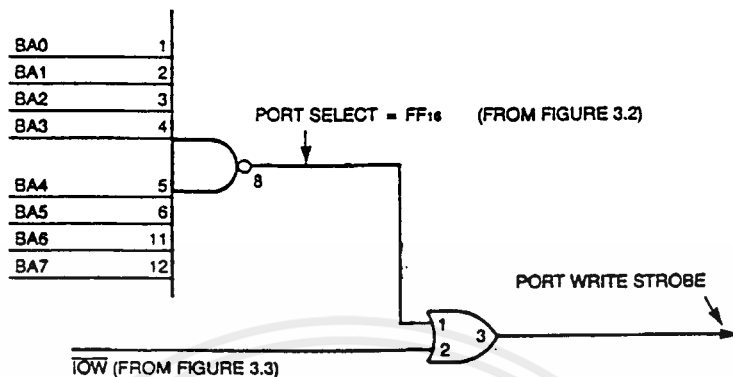 BA0 1
BA1 2
BA2 3
BA3 4
PORT SELECT = FF16 (FROM FIGURE 3.2)
8
BA4 5
BA5 6
BA6 11
BA7 12
PORT WRITE STROBE
1
3
2
IOW (FROM FIGURE 3.3)